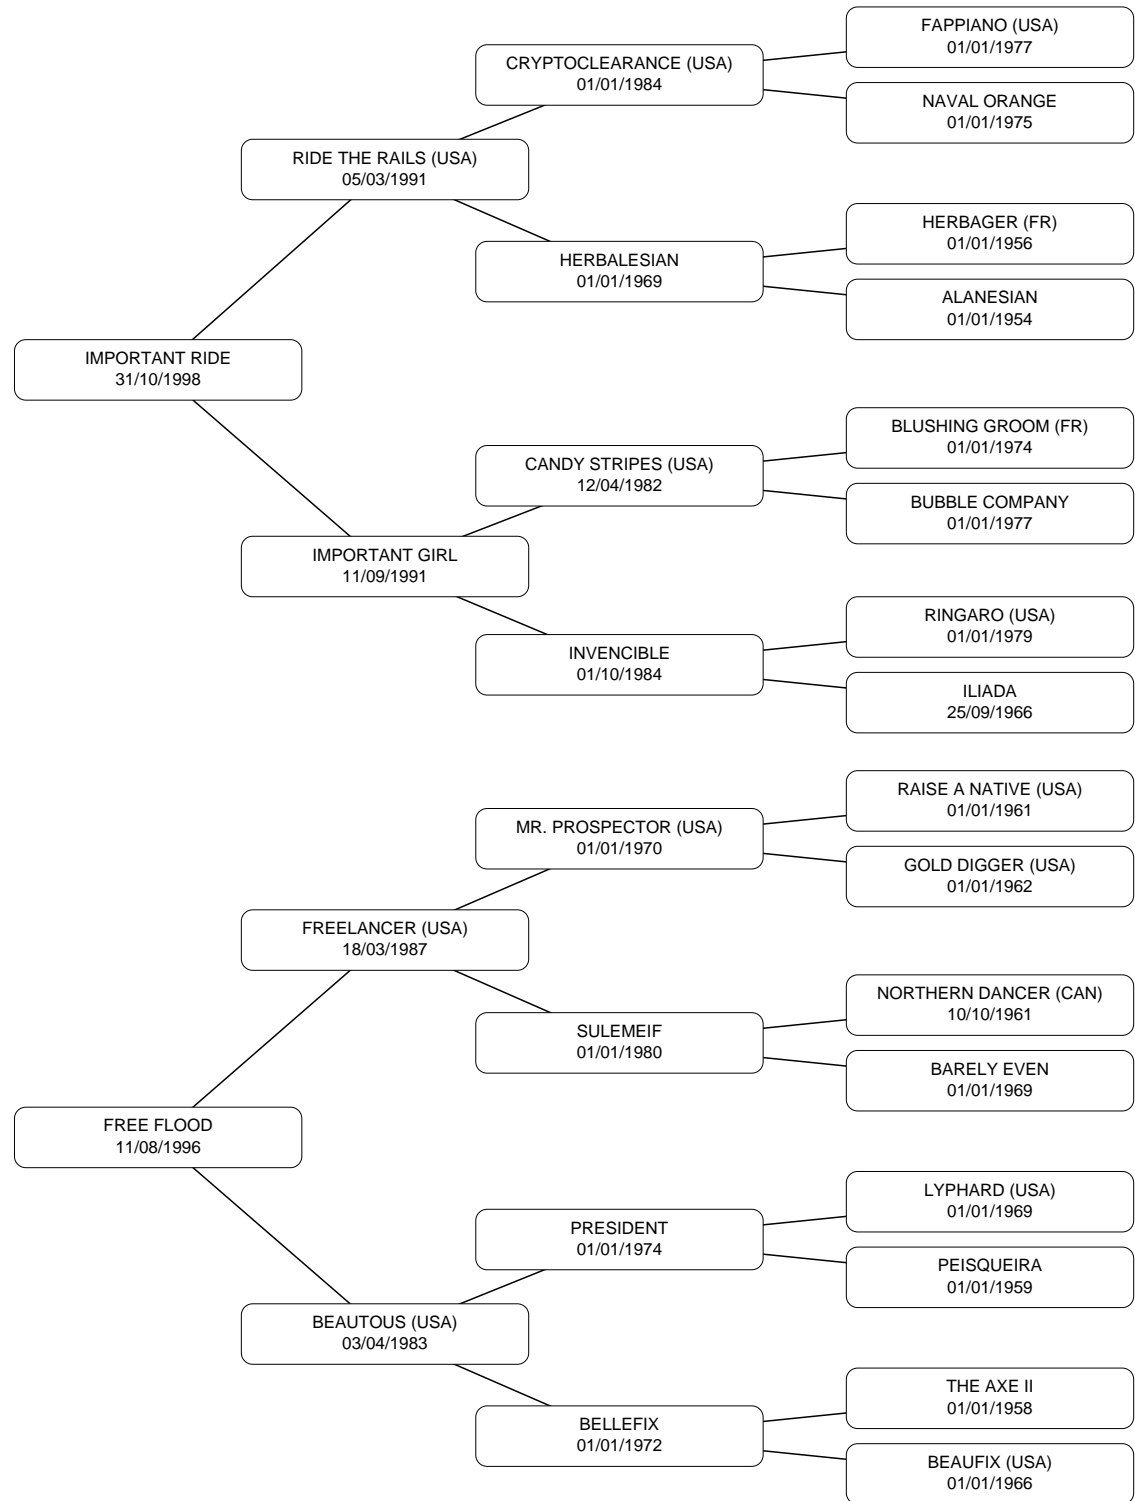 FAPPIANO (USA)
01/01/1977
CRYPTOCLEARANCE (USA)
01/01/1984
NAVAL ORANGE
01/01/1975
RIDE THE RAILS (USA)
05/03/1991
HERBAGER (FR)
01/01/1956
HERBALESIAN
01/01/1969
ALANESIAN
01/01/1954
IMPORTANT RIDE
31/10/1998
BLUSHING GROOM (FR)
01/01/1974
CANDY STRIPES (USA)
12/04/1982
BUBBLE COMPANY
01/01/1977
IMPORTANT GIRL
11/09/1991
RINGARO (USA)
01/01/1979
INVENCIBLE
01/10/1984
ILIADA
25/09/1966
RAISE A NATIVE (USA)
01/01/1961
MR. PROSPECTOR (USA)
01/01/1970
GOLD DIGGER (USA)
01/01/1962
FREELANCER (USA)
18/03/1987
NORTHERN DANCER (CAN)
10/10/1961
SULEMEIF
01/01/1980
BARELY EVEN
01/01/1969
FREE FLOOD
11/08/1996
LYPHARD (USA)
01/01/1969
PRESIDENT
01/01/1974
PEISQUEIRA
01/01/1959
BEAUTOUS (USA)
03/04/1983
THE AXE II
01/01/1958
BELLEFIX
01/01/1972
BEAUFIX (USA)
01/01/1966